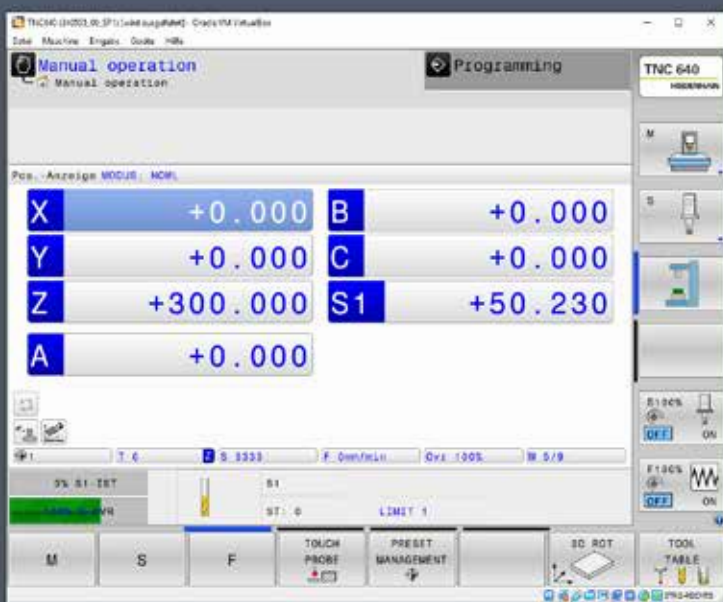 Manual operation
Manual operation
Programming
TNC 640
HEIDENHAIN
Pos.-Anzeige MODUS: NOML
X +0.000 B +0.000
Y +0.000 C +0.000
Z +300.000 S1 +50.230
A +0.000
M
S
S100%
OFF ON
F100%
OFF ON
T 0
F 0mm/min
Ovr 100%
M 5/9
S1
ST: 0
LIMIT 1
M
S
F
TOUCH
PROBE
PRESET
MANAGEMENT
3D ROT
TOOL
TABLE